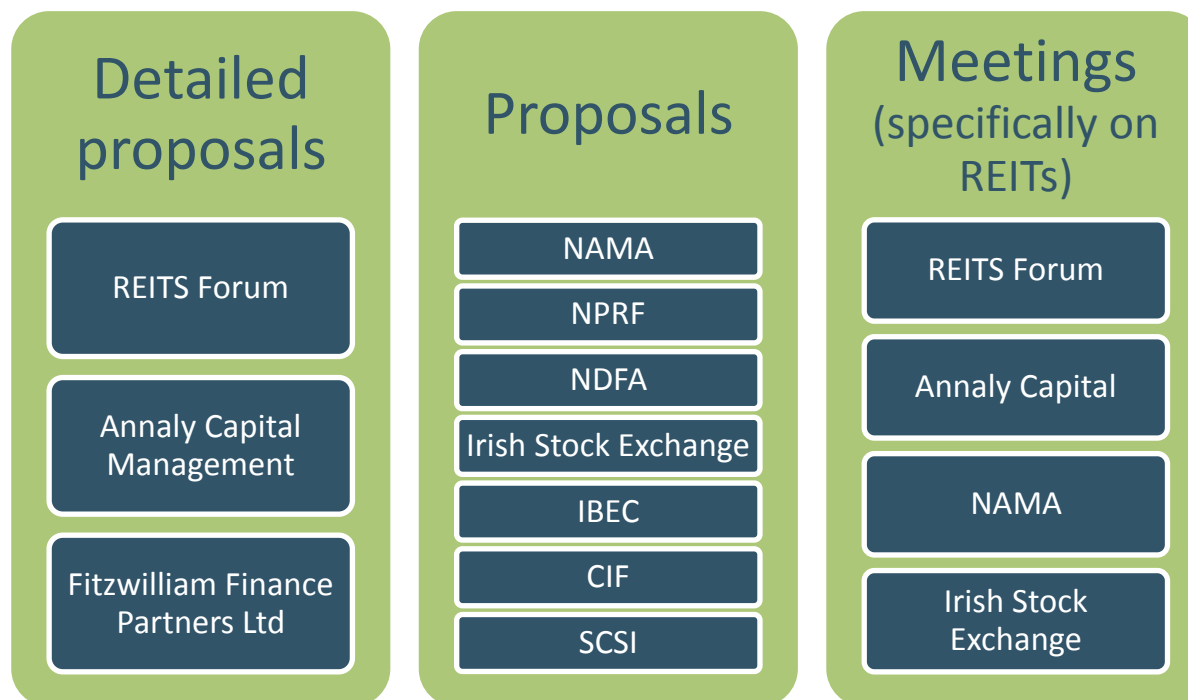 Detailed
proposals
REITS Forum
Annaly Capital
Management
Fitzwilliam Finance
Partners Ltd
Proposals
NAMA
NPRF
NDFA
Irish Stock Exchange
IBEC
CIF
SCSI
Meetings
(specifically on
REITs)
REITS Forum
Annaly Capital
NAMA
Irish Stock
Exchange